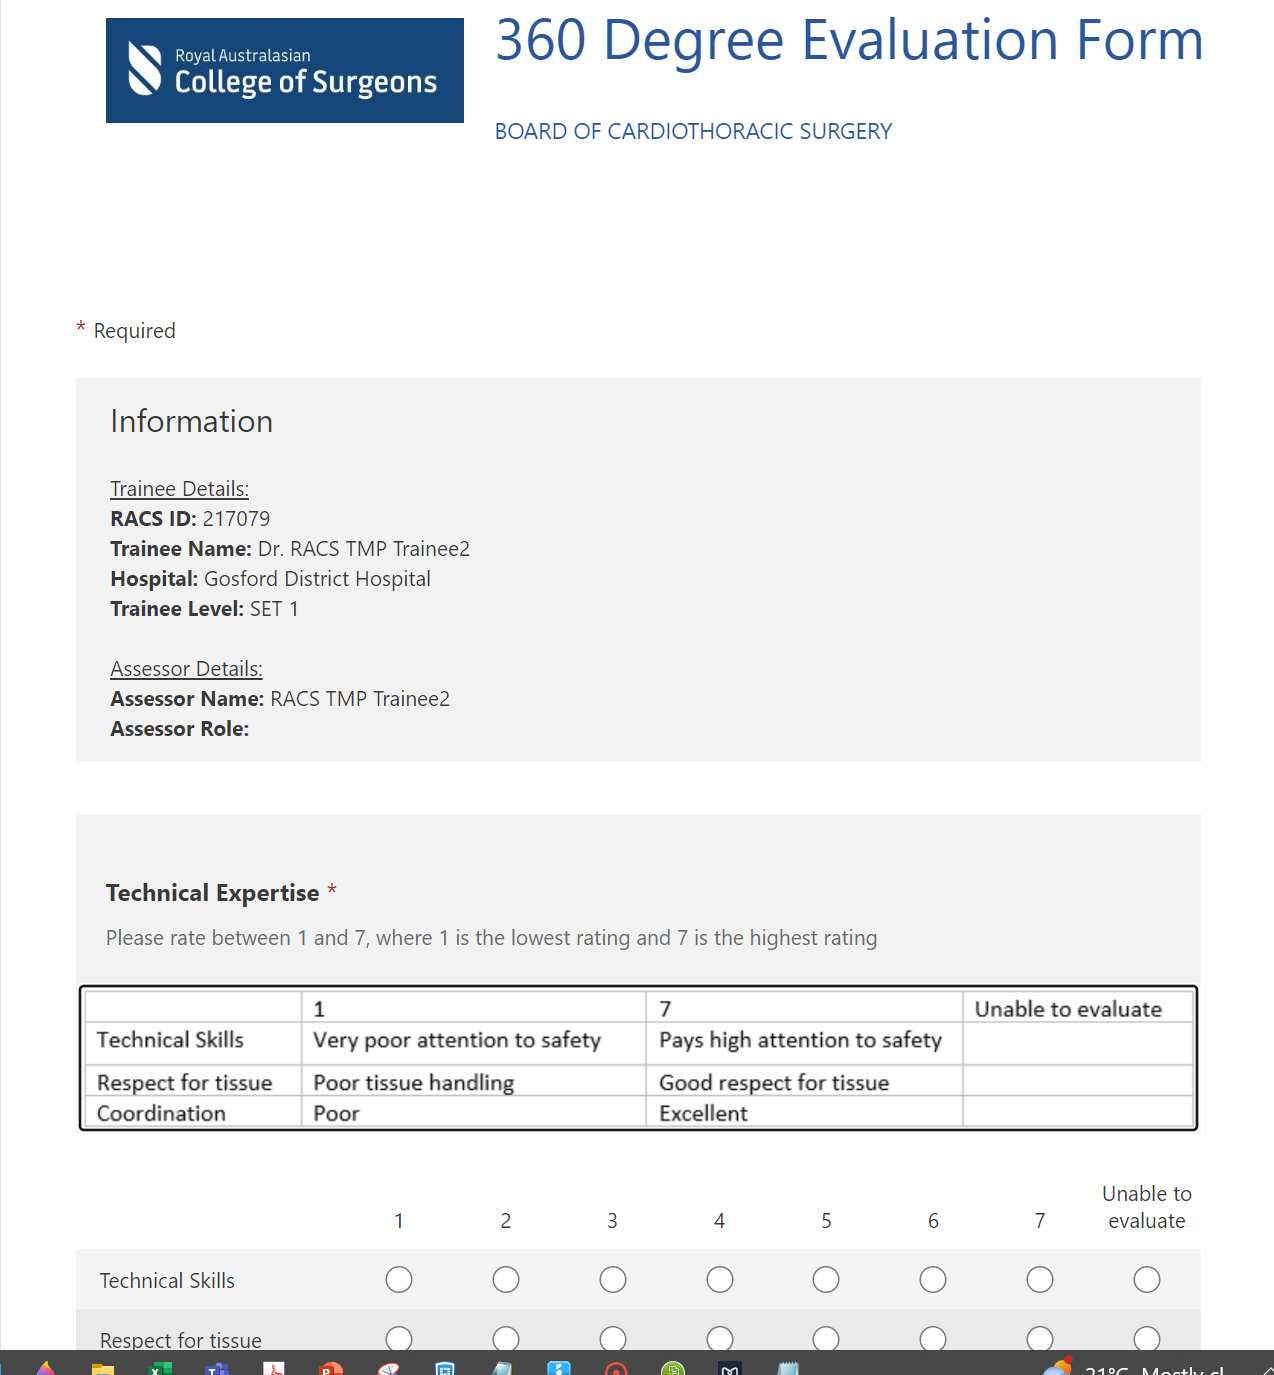 Royal Australasian
College of Surgeons
360 Degree Evaluation Form
BOARD OF CARDIOTHORACIC SURGERY
* Required
Information
Trainee Details:
RACS ID: 217079
Trainee Name: Dr. RACS TMP Trainee2
Hospital: Gosford District Hospital
Trainee Level: SET 1
Assessor Details:
Assessor Name: RACS TMP Trainee2
Assessor Role:
Technical Expertise *
Please rate between 1 and 7, where 1 is the lowest rating and 7 is the highest rating
1 7 Unable to evaluate
Technical Skills Very poor attention to safety Pays high attention to safety
Respect for tissue Poor tissue handling Good respect for tissue
Coordination Poor Excellent
1 2 3 4 5 6 7 Unable to evaluate
Technical Skills
Respect for tissue
21°C Mostly cl